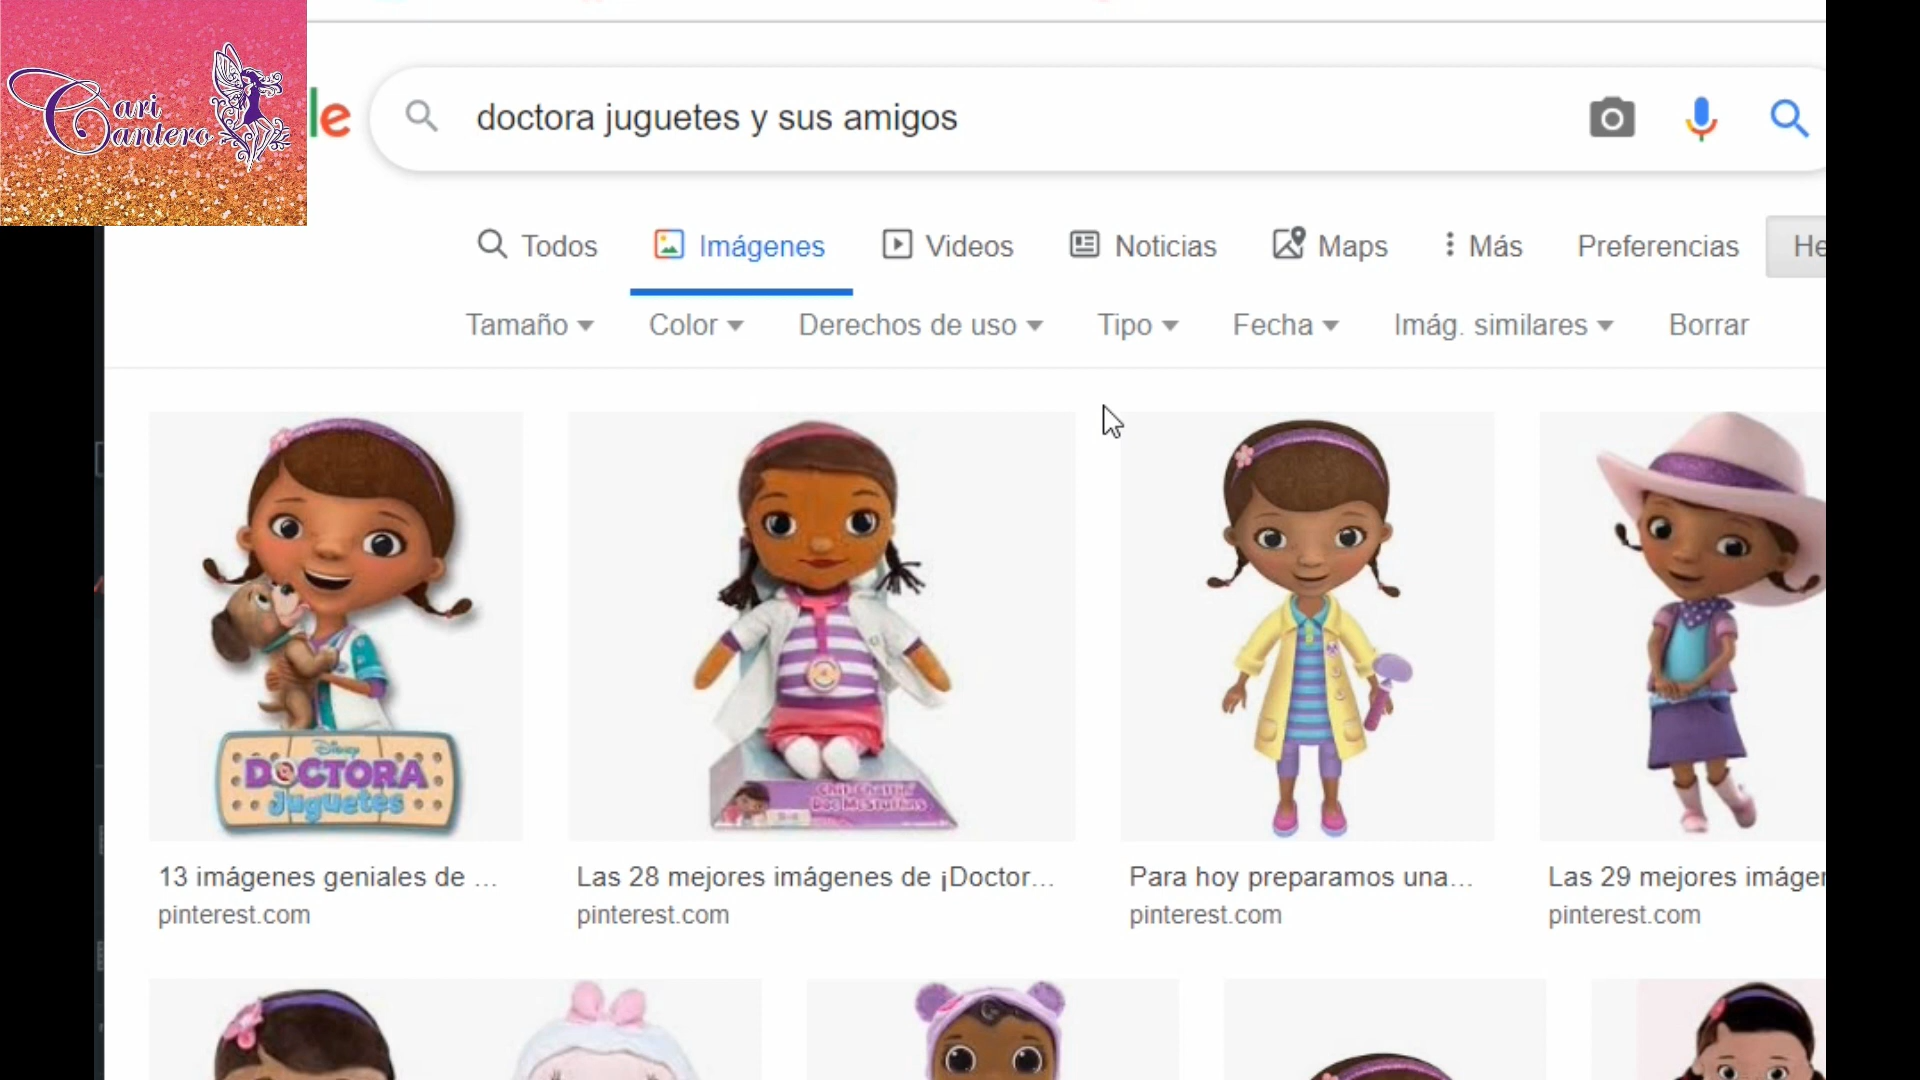 Cari
Cantero
le
doctora juguetes y sus amigos
Todos
Imágenes
Videos
Noticias
Maps
Más
Preferencias
He
Tamaño
Color
Derechos de uso
Tipo
Fecha
Imág. similares
Borrar
Disney
DOCTORA
Juguetes
Doc McStuffins
13 imágenes geniales de ...
Las 28 mejores imágenes de ¡Doctor...
Para hoy preparamos una...
Las 29 mejores imáger
pinterest.com
pinterest.com
pinterest.com
pinterest.com